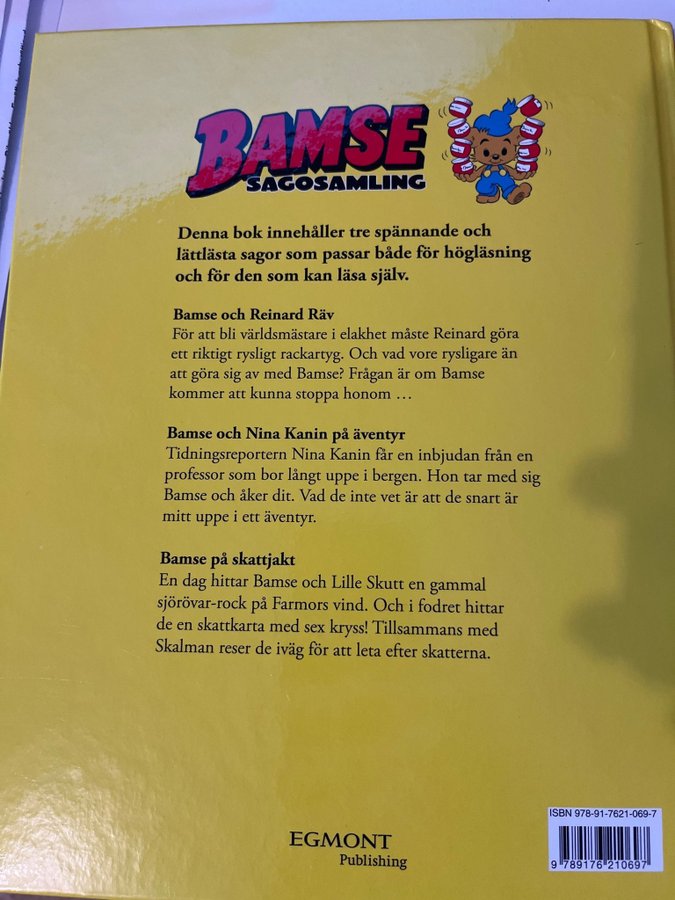 BAMSE
SAGOSAMLING
Denna bok innehåller tre spännande och
lättlästa sagor som passar både för högläsning
och för den som kan läsa själv.
Bamse och Reinard Räv
För att bli världsmästare i elakhet måste Reinard göra
ett riktigt rysligt rackartyg. Och vad vore rysligare än
att göra sig av med Bamse? Frågan är om Bamse
kommer att kunna stoppa honom …
Bamse och Nina Kanin på äventyr
Tidningsreportern Nina Kanin får en inbjudan från en
professor som bor långt uppe i bergen. Hon tar med sig
Bamse och åker dit. Vad de inte vet är att de snart är
mitt uppe i ett äventyr.
Bamse på skattjakt
En dag hittar Bamse och Lille Skutt en gammal
sjörövar-rock på Farmors vind. Och i fodret hittar
de en skattkarta med sex kryss! Tillsammans med
Skalman reser de iväg för att leta efter skatterna.
EGMONT
Publishing
ISBN 978-91-7621-069-7
9 789176 210697